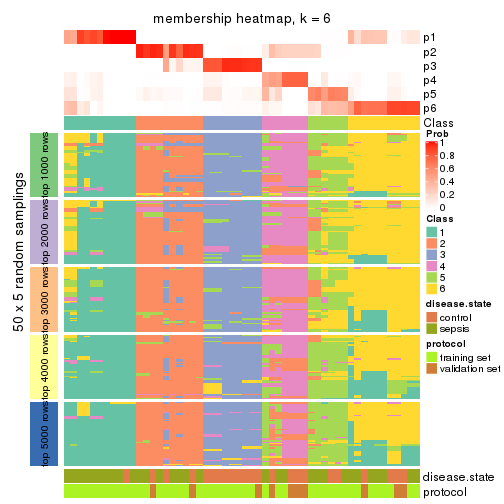 membership heatmap, k = 6
p1
p2
p3
p4
p5
p6
Class
50 x 5 random samplings
top 1000 rows
top 2000 rows
top 3000 rows
top 4000 rows
top 5000 rows
disease.state
protocol
Prob
1
0.8
0.6
0.4
0.2
0
Class
1
2
3
4
5
6
disease.state
control
sepsis
protocol
training set
validation set